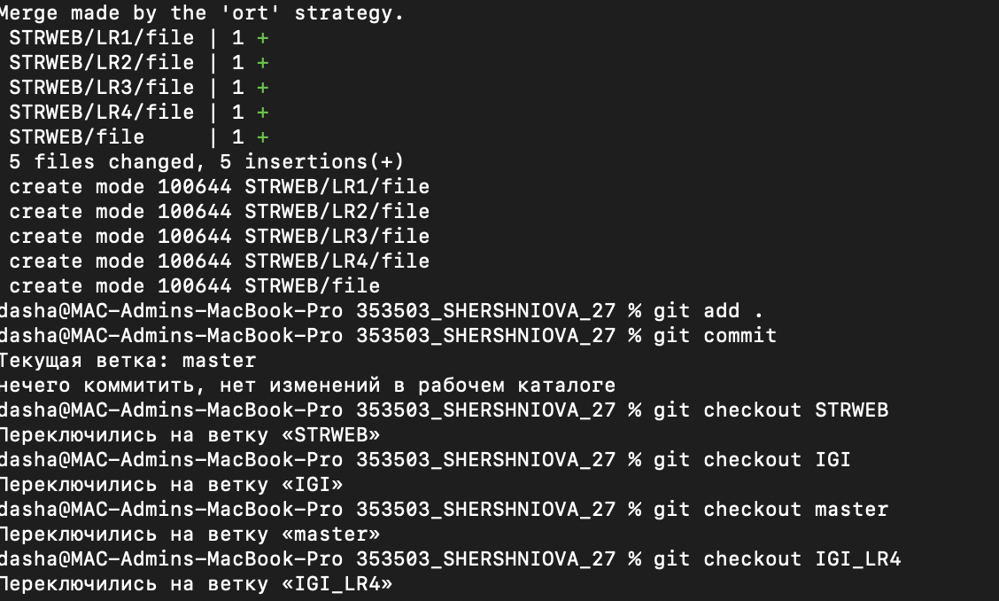 Merge made by the 'ort' strategy.
STRWEB/LR1/file | 1 +
STRWEB/LR2/file | 1 +
STRWEB/LR3/file | 1 +
STRWEB/LR4/file | 1 +
STRWEB/file | 1 +
5 files changed, 5 insertions(+)
create mode 100644 STRWEB/LR1/file
create mode 100644 STRWEB/LR2/file
create mode 100644 STRWEB/LR3/file
create mode 100644 STRWEB/LR4/file
create mode 100644 STRWEB/file
dasha@MAC-Admins-MacBook-Pro 353503_SHERSHNIOVA_27 % git add .
dasha@MAC-Admins-MacBook-Pro 353503_SHERSHNIOVA_27 % git commit
Текущая ветка: master
нечего коммитить, нет изменений в рабочем каталоге
dasha@MAC-Admins-MacBook-Pro 353503_SHERSHNIOVA_27 % git checkout STRWEB
Переключились на ветку «STRWEB»
dasha@MAC-Admins-MacBook-Pro 353503_SHERSHNIOVA_27 % git checkout IGI
Переключились на ветку «IGI»
dasha@MAC-Admins-MacBook-Pro 353503_SHERSHNIOVA_27 % git checkout master
Переключились на ветку «master»
dasha@MAC-Admins-MacBook-Pro 353503_SHERSHNIOVA_27 % git checkout IGI_LR4
Переключились на ветку «IGI_LR4»